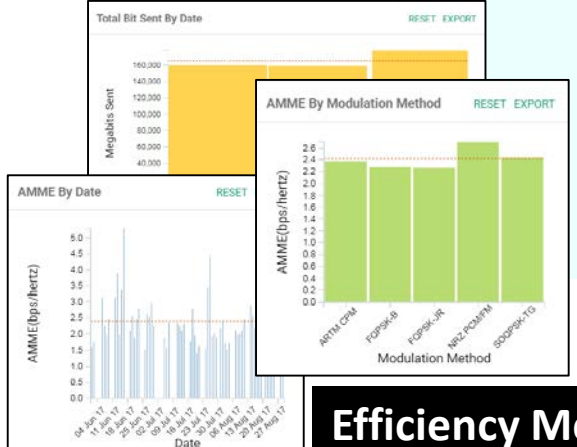 Total Bit Sent By Date RESET EXPORT
Megabits Sent
160,000
140,000
120,000
100,000
80,000
60,000
40,000
AMME By Modulation Method RESET EXPORT
AMME(bps/hertz)
2.6
2.4
2.2
2.0
1.8
1.6
1.4
1.2
1.0
0.8
0.6
0.4
0.2
0.0
ARTM CPM
FQPSK-B
FQPSK-JR
NRZ PCM/FM
SOQPSK-TG
Modulation Method
AMME By Date RESET
AMME(bps/hertz)
5.0
4.5
4.0
3.5
3.0
2.5
2.0
1.5
1.0
0.5
0.0
04 Jun 17
11 Jun 17
18 Jun 17
25 Jun 17
02 Jul 17
09 Jul 17
16 Jul 17
23 Jul 17
30 Jul 17
06 Aug 17
13 Aug 17
20 Aug 17
27 Aug 17
Date
Efficiency Me